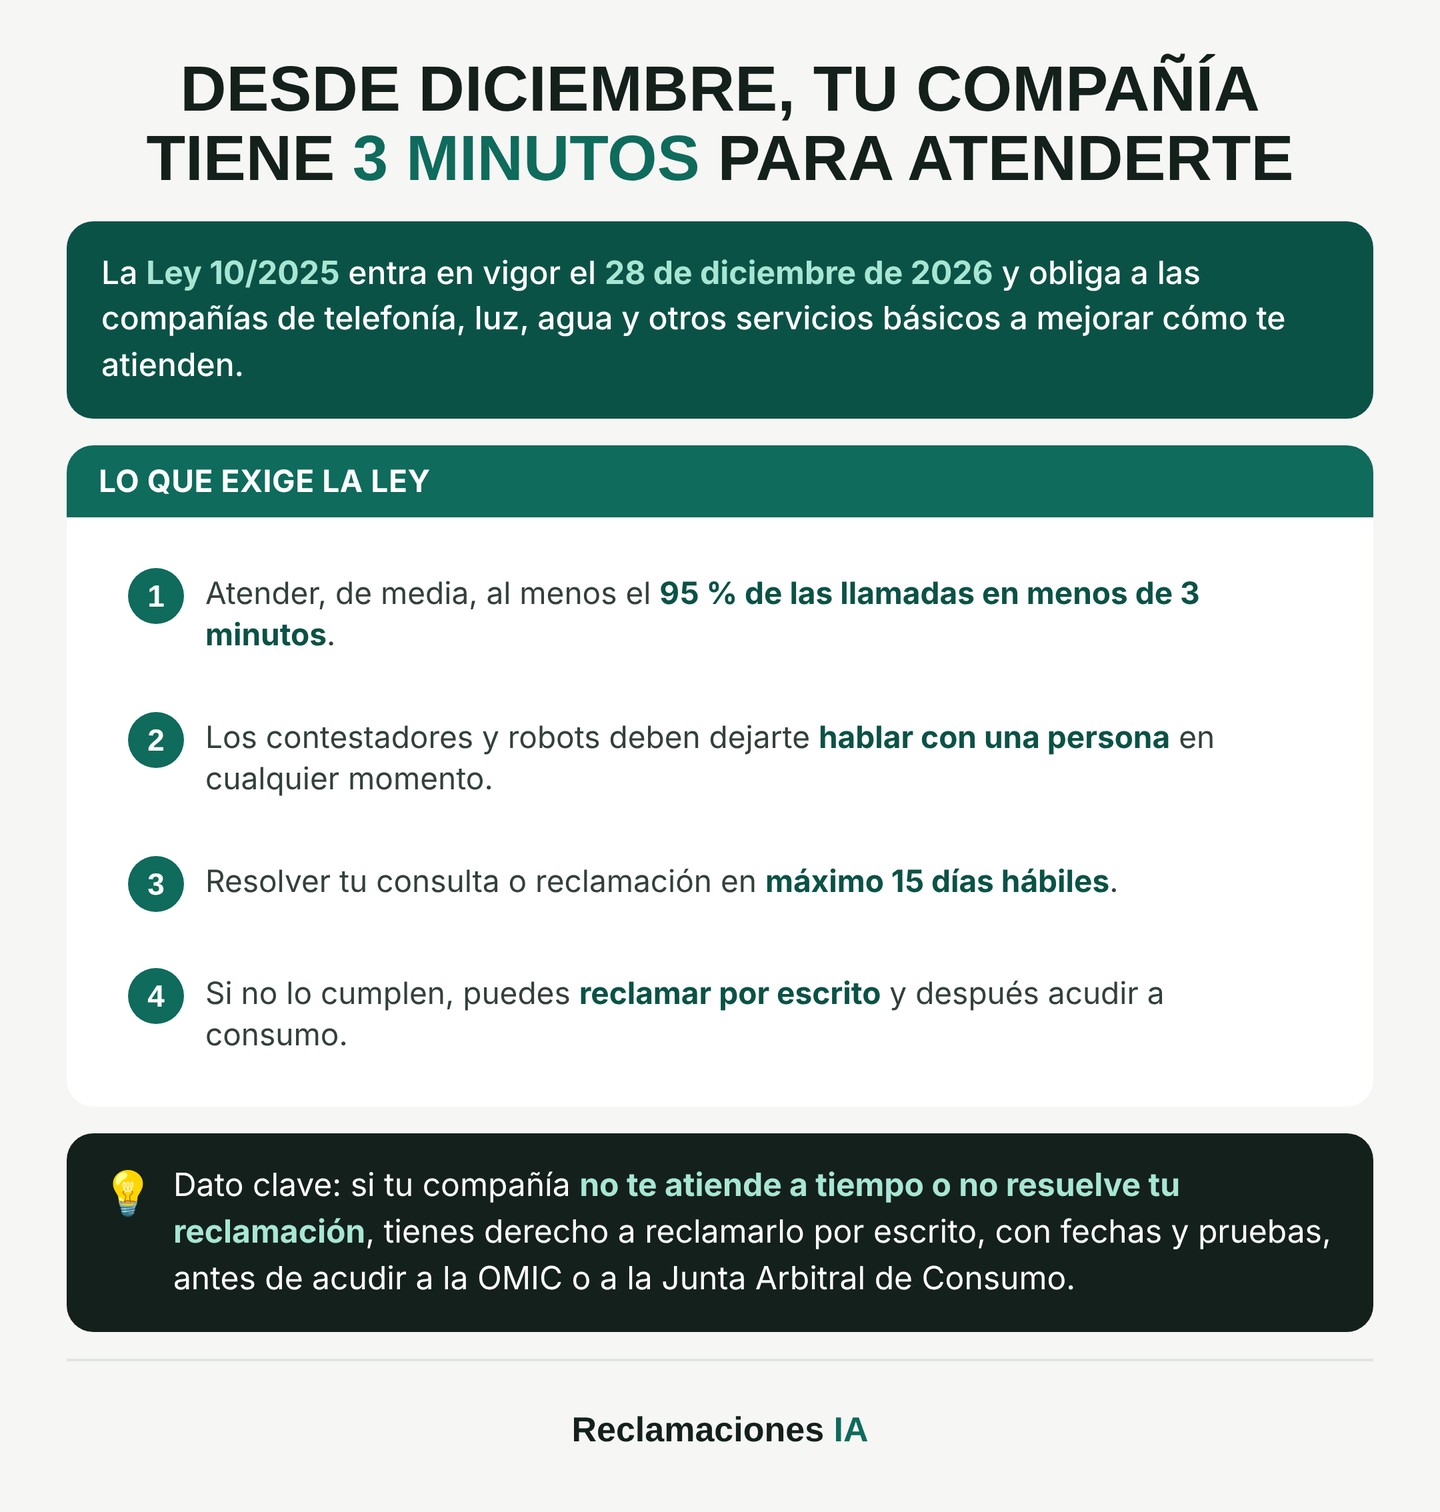 DESDE DICIEMBRE, TU COMPAÑÍA
TIENE 3 MINUTOS PARA ATENDERTE
La Ley 10/2025 entra en vigor el 28 de diciembre de 2026 y obliga a las
compañías de telefonía, luz, agua y otros servicios básicos a mejorar cómo te
atienden.
LO QUE EXIGE LA LEY
1 Atender, de media, al menos el 95 % de las llamadas en menos de 3
minutos.
2 Los contestadores y robots deben dejarte hablar con una persona en
cualquier momento.
3 Resolver tu consulta o reclamación en máximo 15 días hábiles.
4 Si no lo cumplen, puedes reclamar por escrito y después acudir a
consumo.
Dato clave: si tu compañía no te atiende a tiempo o no resuelve tu
reclamación, tienes derecho a reclamarlo por escrito, con fechas y pruebas,
antes de acudir a la OMIC o a la Junta Arbitral de Consumo.
Reclamaciones IA